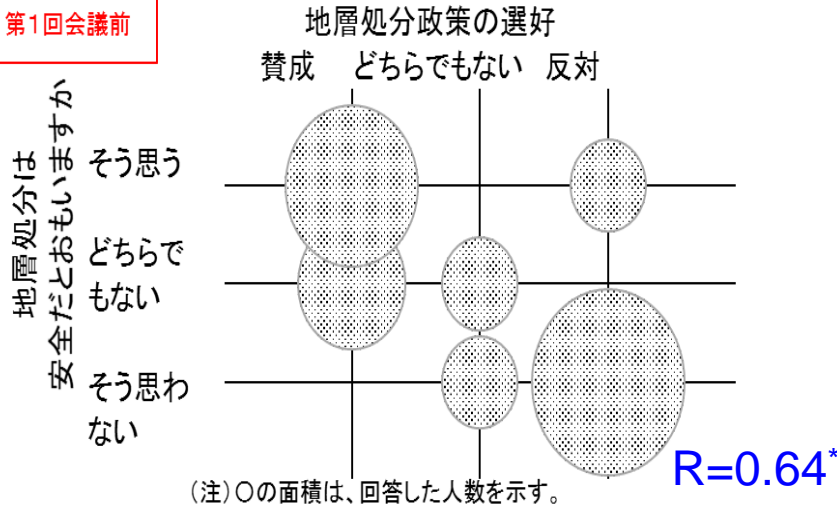 第1回会議前
地層処分政策の選好
賛成 どちらでもない 反対
地層処分は
安全だとおもいますか
そう思う
どちらで
もない
そう思わ
ない
R=0.64*
(注)○の面積は、回答した人数を示す。